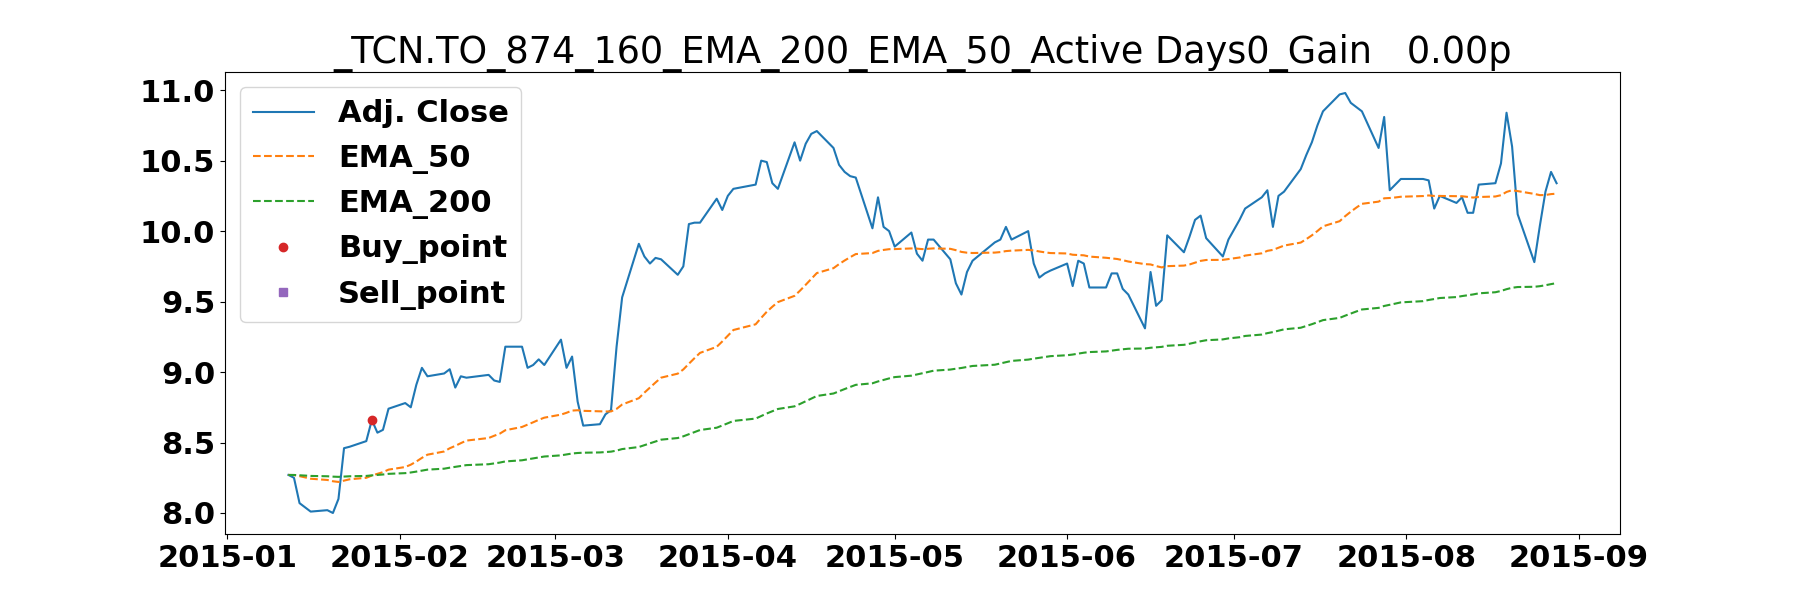 _TCN.TO_874_160_EMA_200_EMA_50_Active Days0_Gain   0.00p
11.0
10.5
10.0
9.5
9.0
8.5
8.0
Adj. Close
EMA_50
EMA_200
Buy_point
Sell_point
2015-01 2015-02 2015-03 2015-04 2015-05 2015-06 2015-07 2015-08 2015-09